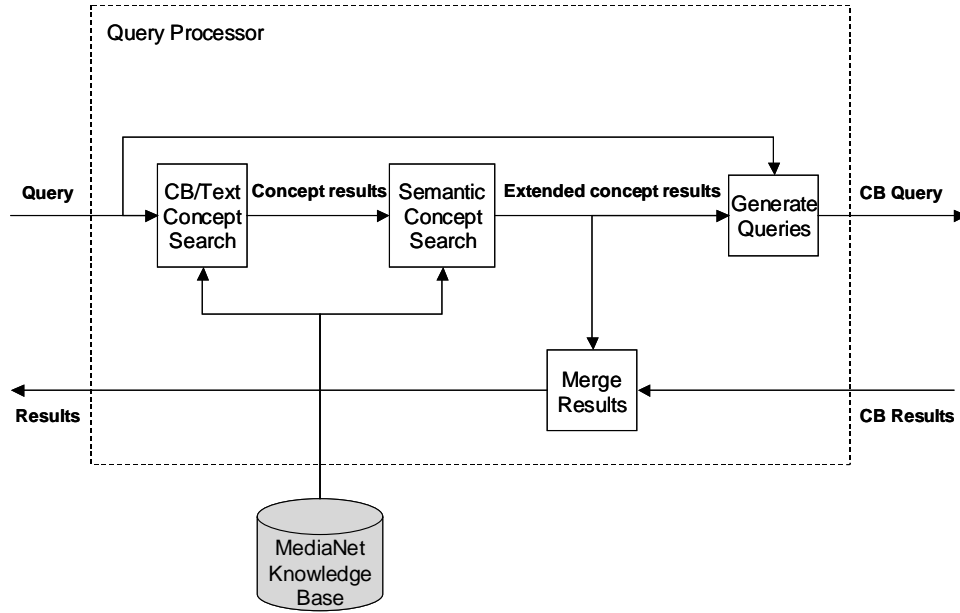 Query Processor
Query
CB/Text
Concept
Search
Concept results
Semantic
Concept
Search
Extended concept results
Generate
Queries
CB Query
Results
Merge
Results
CB Results
MediaNet
Knowledge
Base